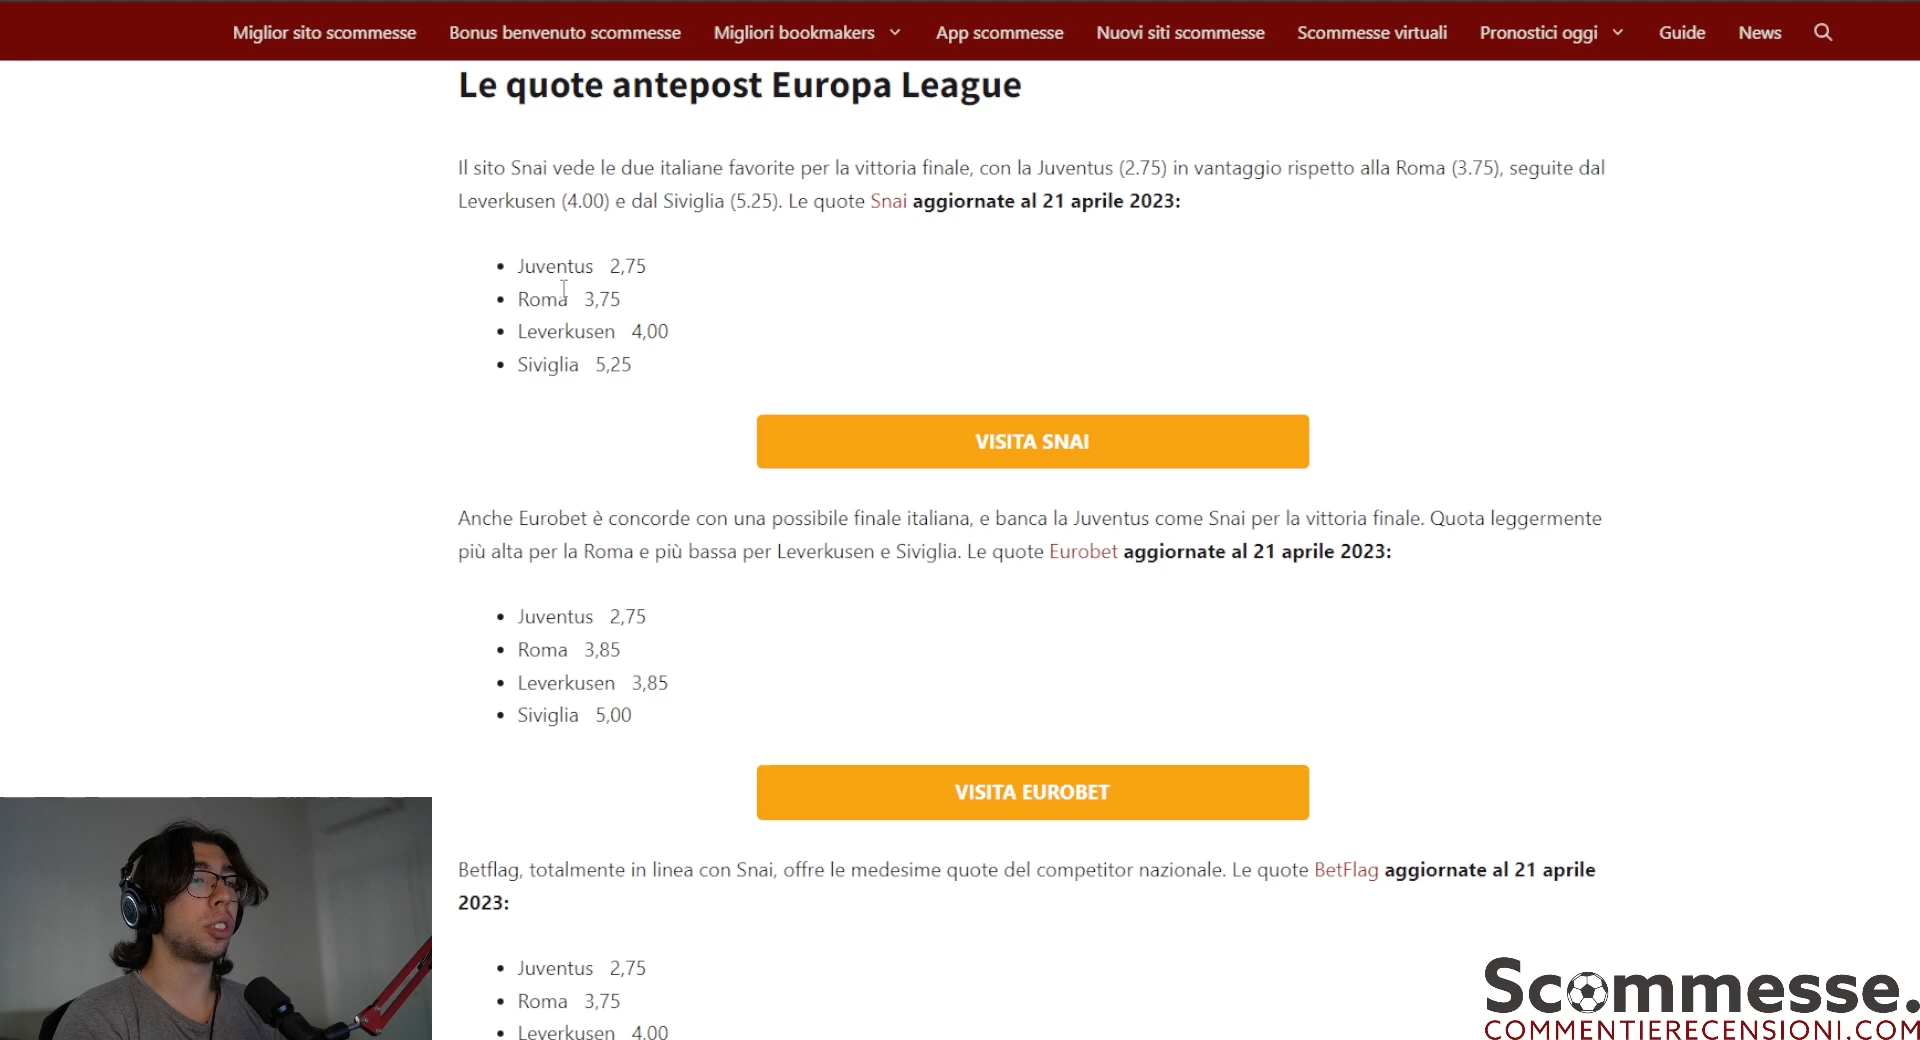 Miglior sito scommesse Bonus benvenuto scommesse Migliori bookmakers App scommesse Nuovi siti scommesse Scommesse virtuali Pronostici oggi Guide News
Le quote antepost Europa League
Il sito Snai vede le due italiane favorite per la vittoria finale, con la Juventus (2.75) in vantaggio rispetto alla Roma (3.75), seguite dal
Leverkusen (4.00) e dal Siviglia (5.25). Le quote Snai aggiornate al 21 aprile 2023:
• Juventus 2,75
• Roma 3,75
• Leverkusen 4,00
• Siviglia 5,25
VISITA SNAI
Anche Eurobet è concorde con una possibile finale italiana, e banca la Juventus come Snai per la vittoria finale. Quota leggermente
più alta per la Roma e più bassa per Leverkusen e Siviglia. Le quote Eurobet aggiornate al 21 aprile 2023:
• Juventus 2,75
• Roma 3,85
• Leverkusen 3,85
• Siviglia 5,00
VISITA EUROBET
Betflag, totalmente in linea con Snai, offre le medesime quote del competitor nazionale. Le quote BetFlag aggiornate al 21 aprile
2023:
• Juventus 2,75
• Roma 3,75
• Leverkusen 4,00
Scommesse.
COMMENTIERECENSIONI.COM